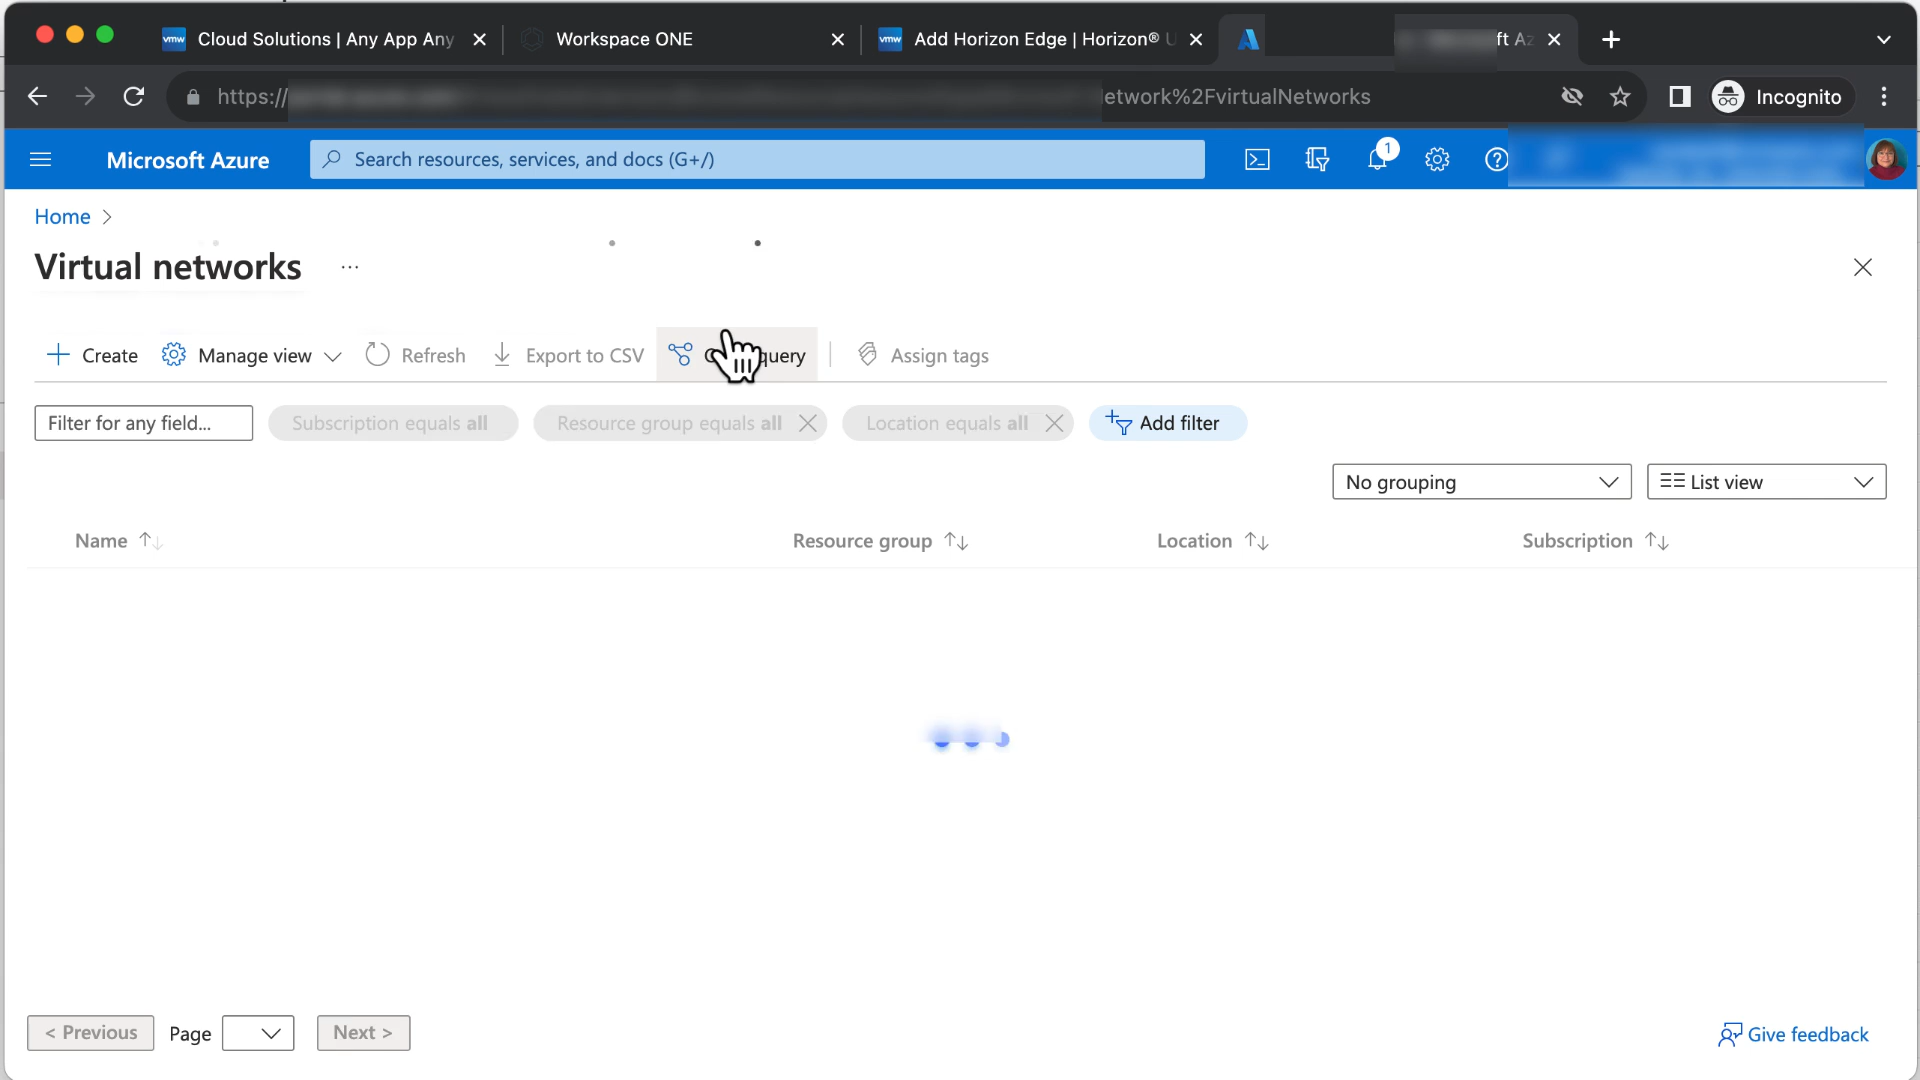 vmw Cloud Solutions | Any App Any
Workspace ONE
vmw Add Horizon Edge | Horizon® U
ft Az
https://
etwork%2FvirtualNetworks
Incognito
Microsoft Azure
Search resources, services, and docs (G+/)
1
Home >
Virtual networks
...
Create
Manage view
Refresh
Export to CSV
query
Assign tags
Filter for any field...
Subscription equals all
Resource group equals all
Location equals all
Add filter
No grouping
List view
Name
Resource group
Location
Subscription
< Previous
Page
Next >
Give feedback